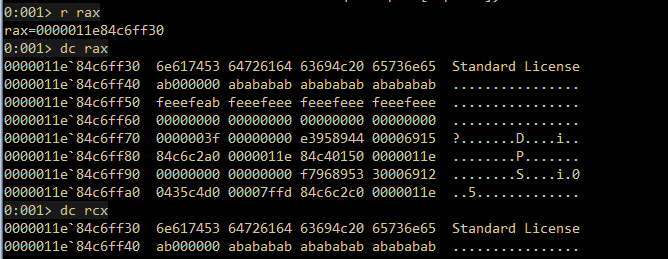 0:001> r rax
rax=0000011e84c6ff30
0:001> dc rax
0000011e`84c6ff30  6e617453 64726164 63694c20 65736e65  Standard License
0000011e`84c6ff40  ab000000 abababab abababab abababab  ................
0000011e`84c6ff50  feeefeab feeefeee feeefeee feeefeee  ................
0000011e`84c6ff60  00000000 00000000 00000000 00000000  ................
0000011e`84c6ff70  0000003f 00000000 e3958944 00006915  ?.......D....i..
0000011e`84c6ff80  84c6c2a0 0000011e 84c40150 0000011e  ........P.......
0000011e`84c6ff90  00000000 00000000 f7968953 30006912  ........S....i.0
0000011e`84c6ffa0  0435c4d0 00007ffd 84c6c2c0 0000011e  ..5.............
0:001> dc rcx
0000011e`84c6ff30  6e617453 64726164 63694c20 65736e65  Standard License
0000011e`84c6ff40  ab000000 abababab abababab abababab  ................